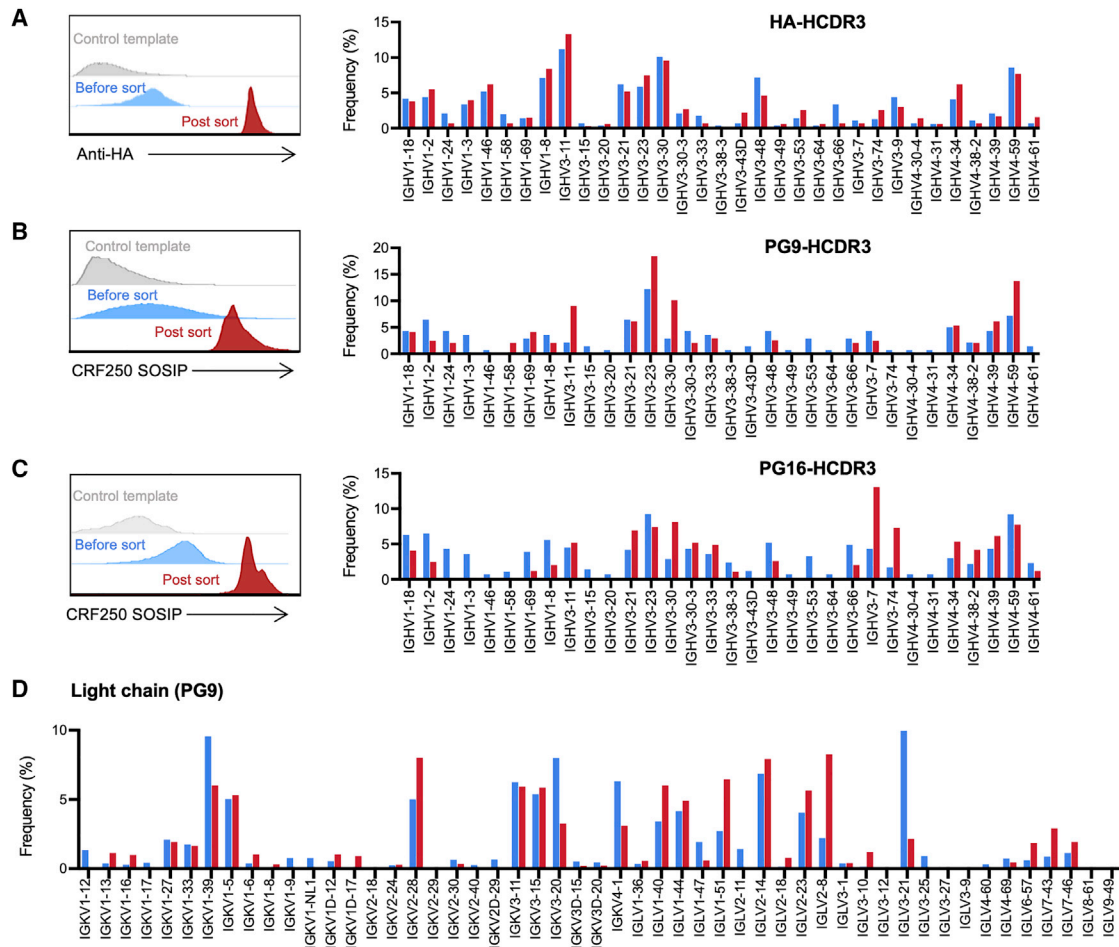 A
Control template
Before sort
Post sort
Anti-HA
HA-HCDR3
Frequency (%)
15
10
5
0
IGHV1-18
IGHV1-2
IGHV1-24
IGHV1-3
IGHV1-46
IGHV1-58
IGHV1-69
IGHV1-8
IGHV3-11
IGHV3-15
IGHV3-20
IGHV3-21
IGHV3-23
IGHV3-30
IGHV3-30-3
IGHV3-33
IGHV3-38-3
IGHV3-43D
IGHV3-48
IGHV3-49
IGHV3-53
IGHV3-64
IGHV3-66
IGHV3-7
IGHV3-74
IGHV3-9
IGHV4-30-4
IGHV4-31
IGHV4-34
IGHV4-38-2
IGHV4-39
IGHV4-59
IGHV4-61
B
Control template
Before sort
Post sort
CRF250 SOSIP
PG9-HCDR3
Frequency (%)
20
15
10
5
0
IGHV1-18
IGHV1-2
IGHV1-24
IGHV1-3
IGHV1-46
IGHV1-58
IGHV1-69
IGHV1-8
IGHV3-11
IGHV3-15
IGHV3-20
IGHV3-21
IGHV3-23
IGHV3-30
IGHV3-30-3
IGHV3-33
IGHV3-38-3
IGHV3-43D
IGHV3-48
IGHV3-49
IGHV3-53
IGHV3-64
IGHV3-66
IGHV3-7
IGHV3-74
IGHV4-30-4
IGHV4-31
IGHV4-34
IGHV4-38-2
IGHV4-39
IGHV4-59
IGHV4-61
C
Control template
Before sort
Post sort
CRF250 SOSIP
PG16-HCDR3
Frequency (%)
15
10
5
0
IGHV1-18
IGHV1-2
IGHV1-24
IGHV1-3
IGHV1-46
IGHV1-58
IGHV1-69
IGHV1-8
IGHV3-11
IGHV3-15
IGHV3-20
IGHV3-21
IGHV3-23
IGHV3-30
IGHV3-30-3
IGHV3-33
IGHV3-38-3
IGHV3-43D
IGHV3-48
IGHV3-49
IGHV3-53
IGHV3-64
IGHV3-66
IGHV3-7
IGHV3-74
IGHV4-30-4
IGHV4-31
IGHV4-34
IGHV4-38-2
IGHV4-39
IGHV4-59
IGHV4-61
D
Light chain (PG9)
Frequency (%)
10
5
0
IGKV1-12
IGKV1-13
IGKV1-16
IGKV1-17
IGKV1-27
IGKV1-33
IGKV1-39
IGKV1-5
IGKV1-6
IGKV1-8
IGKV1-9
IGKV1-NL1
IGKV1D-12
IGKV1D-17
IGKV2-18
IGKV2-24
IGKV2-28
IGKV2-29
IGKV2-30
IGKV2-40
IGKV2D-29
IGKV3-11
IGKV3-15
IGKV3-20
IGKV3D-15
IGKV3D-20
IGKV4-1
IGLV1-36
IGLV1-40
IGLV1-44
IGLV1-47
IGLV1-51
IGLV2-11
IGLV2-14
IGLV2-18
IGLV2-23
IGLV2-8
IGLV3-1
IGLV3-10
IGLV3-12
IGLV3-21
IGLV3-25
IGLV3-27
IGLV3-9
IGLV4-60
IGLV4-69
IGLV6-57
IGLV7-43
IGLV7-46
IGLV8-61
IGLV9-49